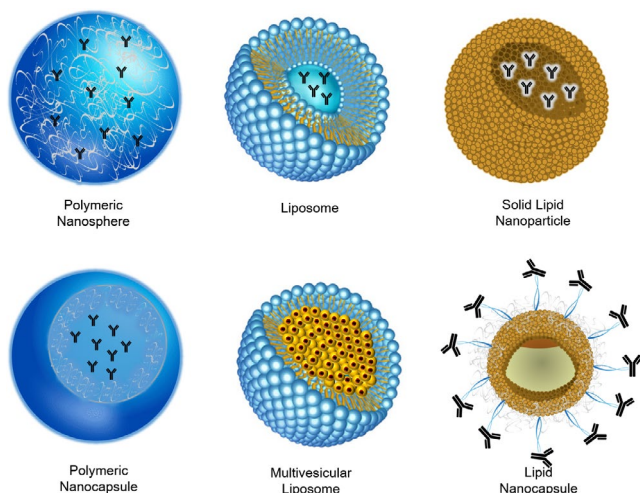 Polymeric
Nanosphere
Liposome
Solid Lipid
Nanoparticle
Polymeric
Nanocapsule
Multivesicular
Liposome
Lipid
Nanocapsule